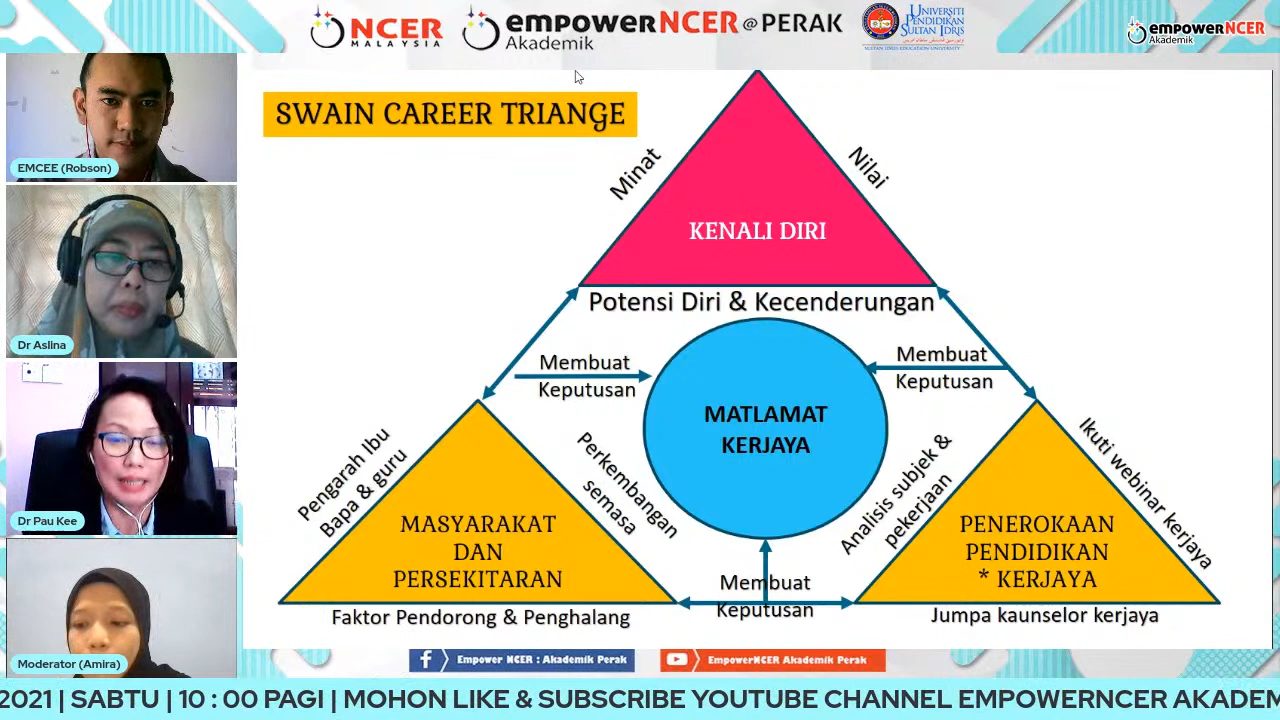 NCER
MALAYSIA
empowerNCER @ PERAK
Akademik
UNIVERSITI
PENDIDIKAN
SULTAN IDRIS
SULTAN IDRIS EDUCATION UNIVERSITY
empowerNCER
Akademik
EMCEE (Robson)
Dr Aslina
Dr Pau Kee
Moderator (Amira)
SWAIN CAREER TRIANGE
Minat
Nilai
KENALI DIRI
Potensi Diri & Kecenderungan
Membuat
Keputusan
Membuat
Keputusan
MATLAMAT
KERJAYA
Pengarah Ibu
Bapa & guru
Perkembangan
semasa
Analisis subjek &
pekerjaan
Ikuti webinar kerjaya
MASYARAKAT
DAN
PERSEKITARAN
PENEROKAAN
PENDIDIKAN
* KERJAYA
Membuat
Keputusan
Faktor Pendorong & Penghalang
Jumpa kaunselor kerjaya
Empower NCER : Akademik Perak
EmpowerNCER Akademik Perak
2021 | SABTU | 10 : 00 PAGI | MOHON LIKE & SUBSCRIBE YOUTUBE CHANNEL EMPOWERNCER AKADEM